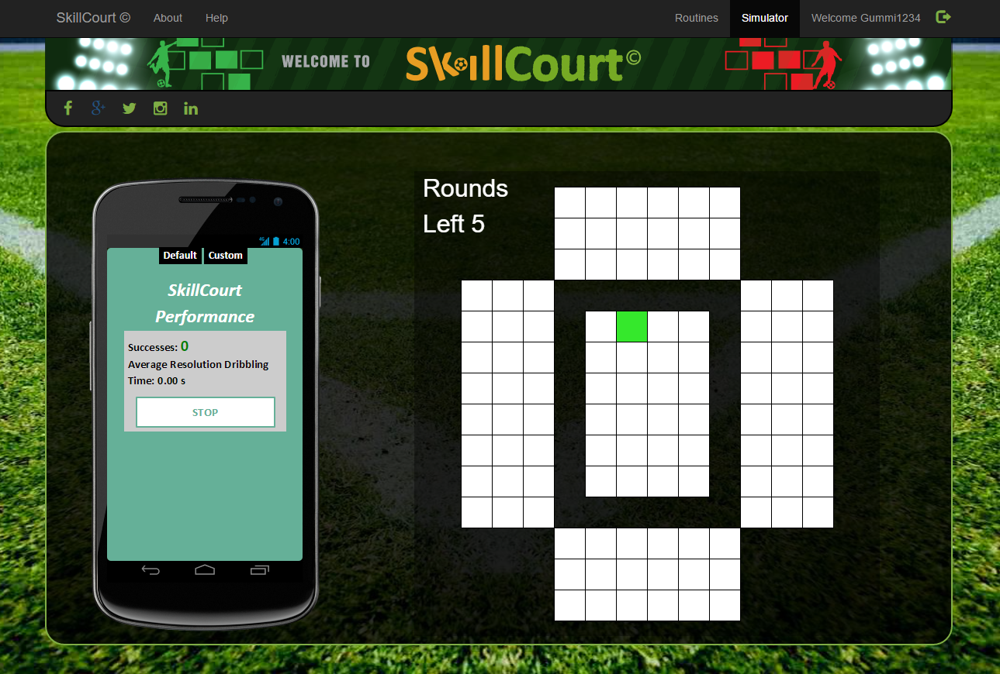 SkillCourt ©
About
Help
Routines
Simulator
Welcome Gummi1234
WELCOME TO
SkillCourt©
Rounds
Left 5
4G
4:00
Default
Custom
SkillCourt
Performance
Successes: 0
Average Resolution Dribbling
Time: 0.00 s
STOP